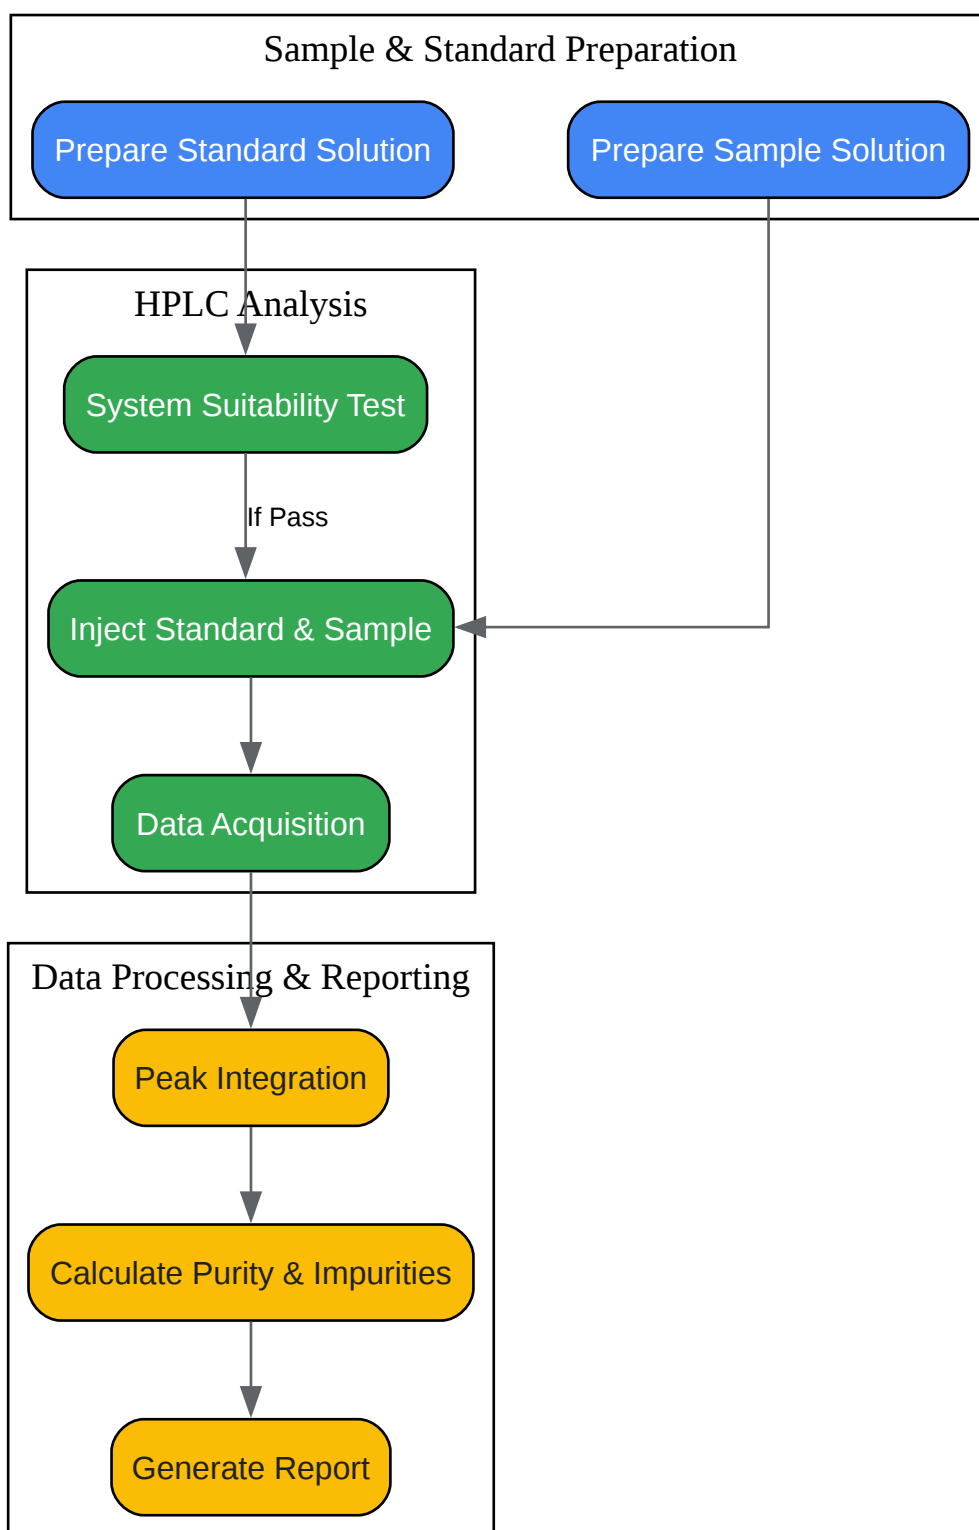 Sample & Standard Preparation
Prepare Standard Solution
Prepare Sample Solution
HPLC Analysis
System Suitability Test
If Pass
Inject Standard & Sample
Data Acquisition
Data Processing & Reporting
Peak Integration
Calculate Purity & Impurities
Generate Report